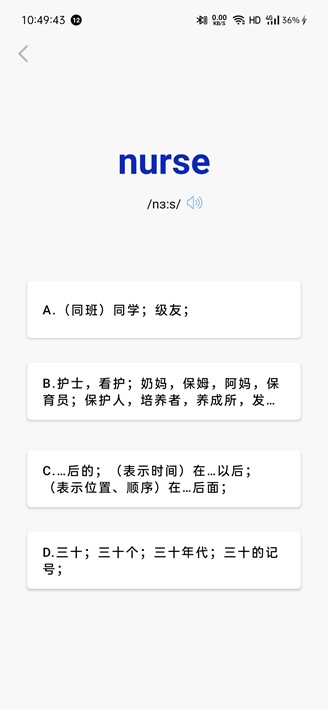 10:49:43 12 0.00 KB/S HD 4G 36%
nurse
/nɜːs/
A.（同班）同学；级友；
B.护士，看护；奶妈，保姆，阿妈，保
育员；保护人，培养者，养成所，发…
C.…后的；（表示时间）在…以后；
（表示位置、顺序）在…后面；
D.三十；三十个；三十年代；三十的记
号；